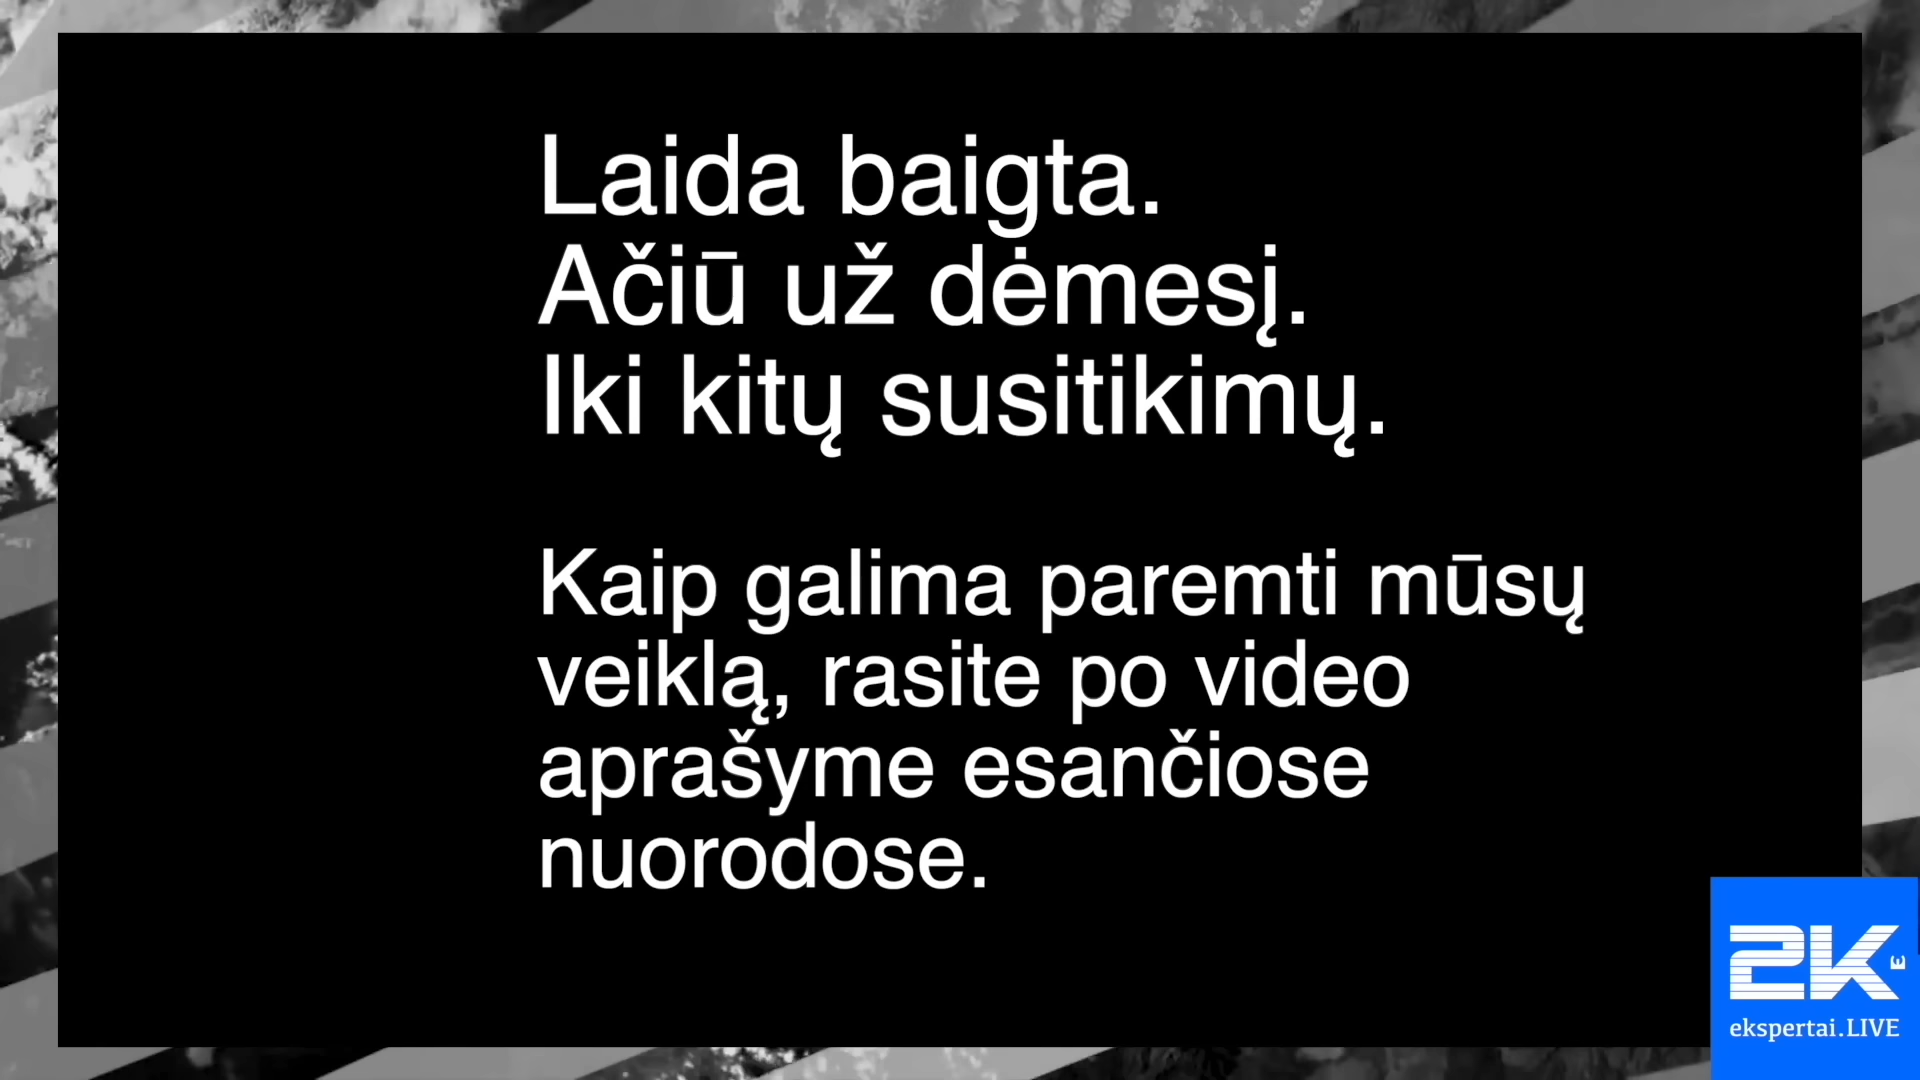 Laida baigta.
Ačiū už dėmesį.
Iki kitų susitikimų.
Kaip galima paremti mūsų
veiklą, rasite po video
aprašyme esančiose
nuorodose.
2K
ekspertai.LIVE